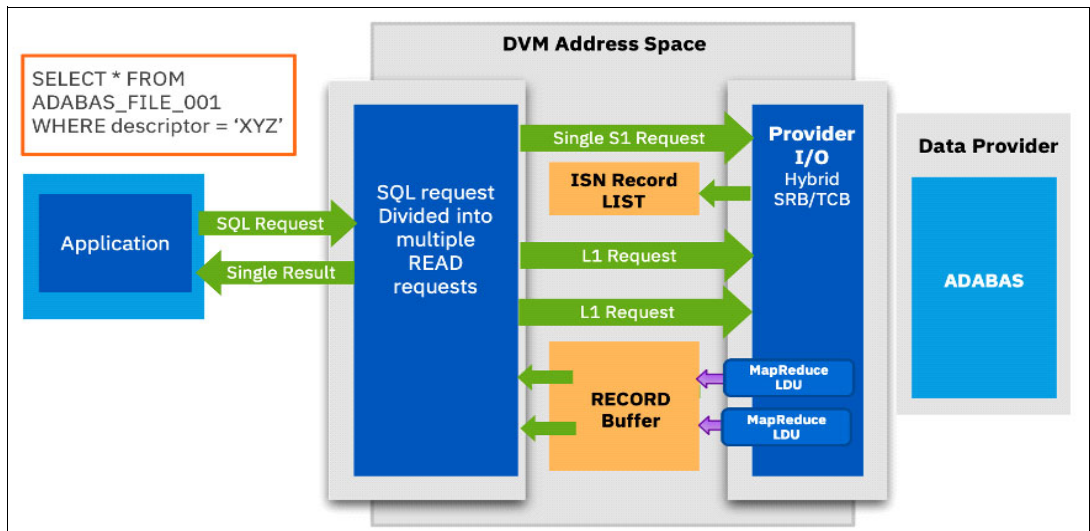 DVM Address Space
SELECT * FROM
ADABAS_FILE_001
WHERE descriptor = ‘XYZ’
Application
SQL Request
Single Result
SQL request
Divided into
multiple
READ
requests
Single S1 Request
ISN Record
LIST
L1 Request
L1 Request
RECORD
Buffer
Provider
I/O
Hybrid
SRB/TCB
MapReduce
LDU
MapReduce
LDU
Data Provider
ADABAS